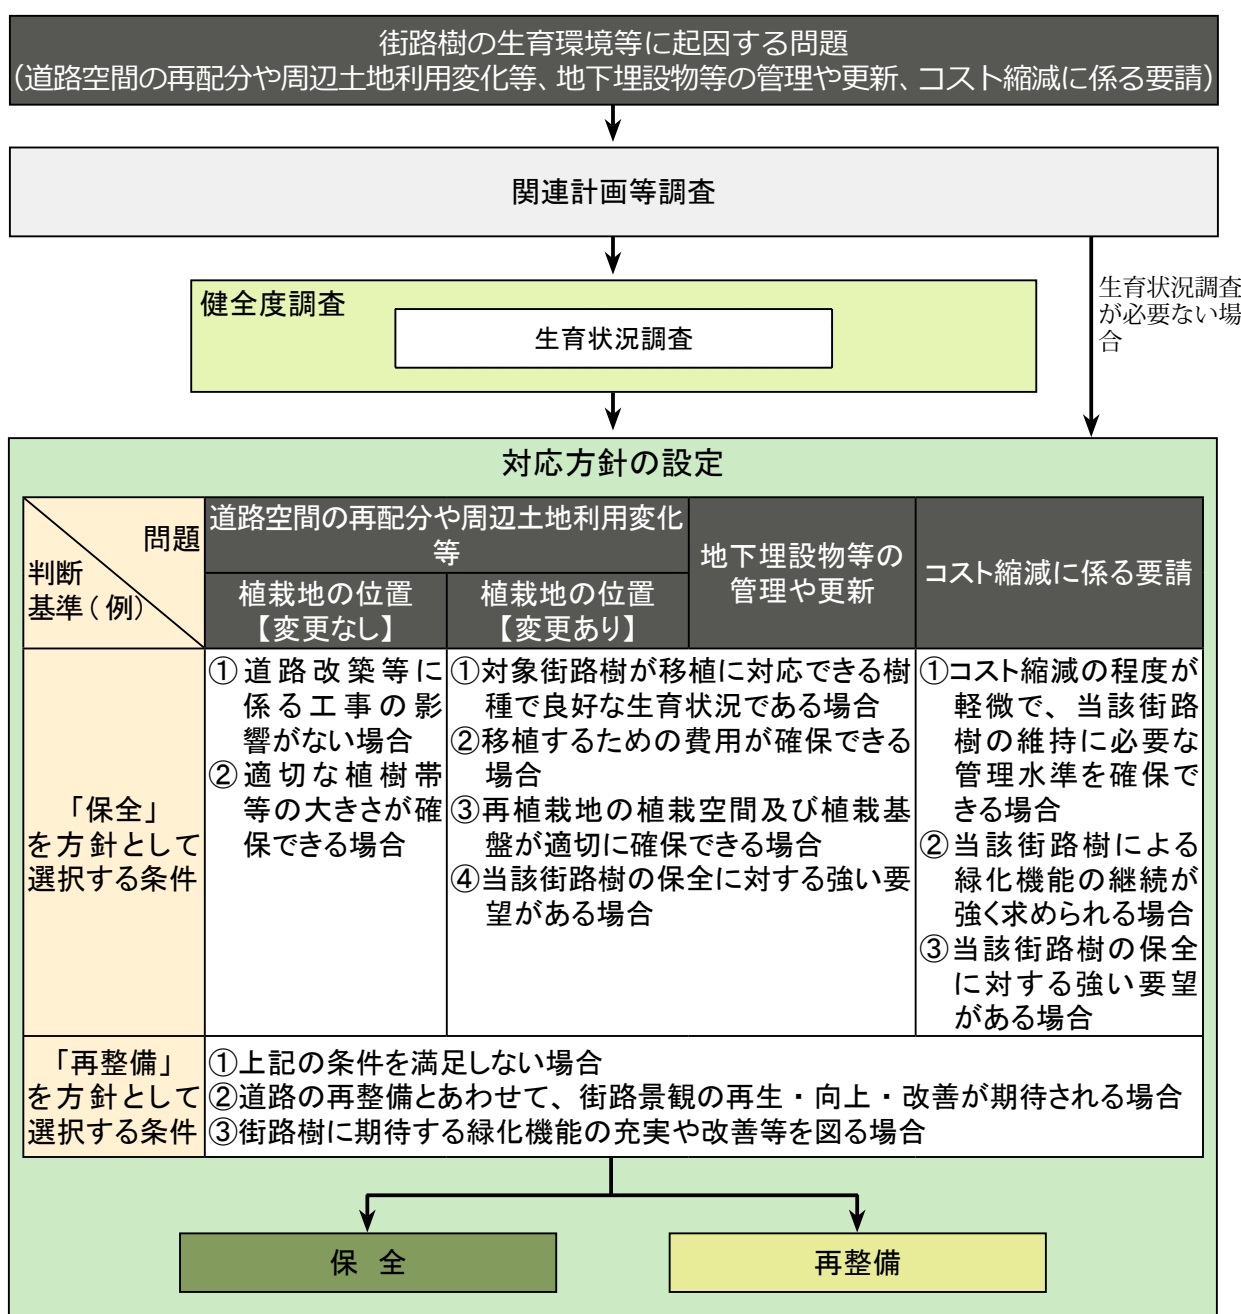 街路樹の生育環境等に起因する問題
(道路空間の再配分や周辺土地利用変化等、地下埋設物等の管理や更新、コスト縮減に係る要請)
関連計画等調査
健全度調査
生育状況調査
生育状況調査
が必要ない場
合
対応方針の設定
問題
判断
基準(例)
道路空間の再配分や周辺土地利用変化
等
植栽地の位置
【変更なし】
植栽地の位置
【変更あり】
地下埋設物等の
管理や更新
コスト縮減に係る要請
「保全」
を方針として
選択する条件
①道路改築等に
係る工事の影
響がない場合
②適切な植樹帯
等の大きさが確
保できる場合
①対象街路樹が移植に対応できる樹
種で良好な生育状況である場合
②移植するための費用が確保できる
場合
③再植栽地の植栽空間及び植栽基
盤が適切に確保できる場合
④当該街路樹の保全に対する強い要
望がある場合
①コスト縮減の程度が
軽微で、当該街路
樹の維持に必要な
管理水準を確保で
きる場合
②当該街路樹による
緑化機能の継続が
強く求められる場合
③当該街路樹の保全
に対する強い要望
がある場合
「再整備」
を方針として
選択する条件
①上記の条件を満足しない場合
②道路の再整備とあわせて、街路景観の再生・向上・改善が期待される場合
③街路樹に期待する緑化機能の充実や改善等を図る場合
保 全
再整備